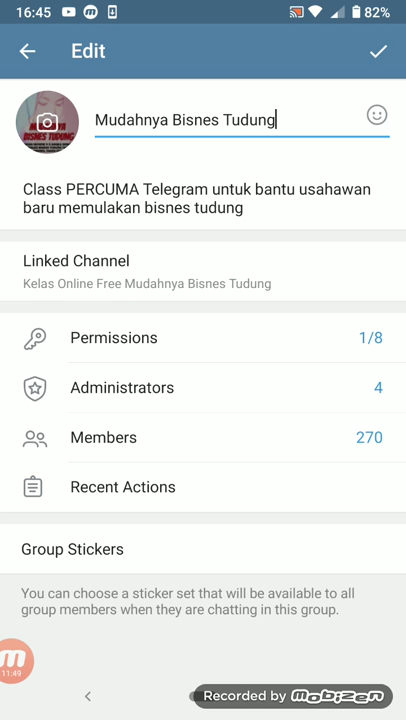 16:45
82%
Edit
BISNES TUDUNG
Mudahnya Bisnes Tudung
Class PERCUMA Telegram untuk bantu usahawan
baru memulakan bisnes tudung
Linked Channel
Kelas Online Free Mudahnya Bisnes Tudung
Permissions 1/8
Administrators 4
Members 270
Recent Actions
Group Stickers
You can choose a sticker set that will be available to all
group members when they are chatting in this group.
11:49
Recorded by mobizen